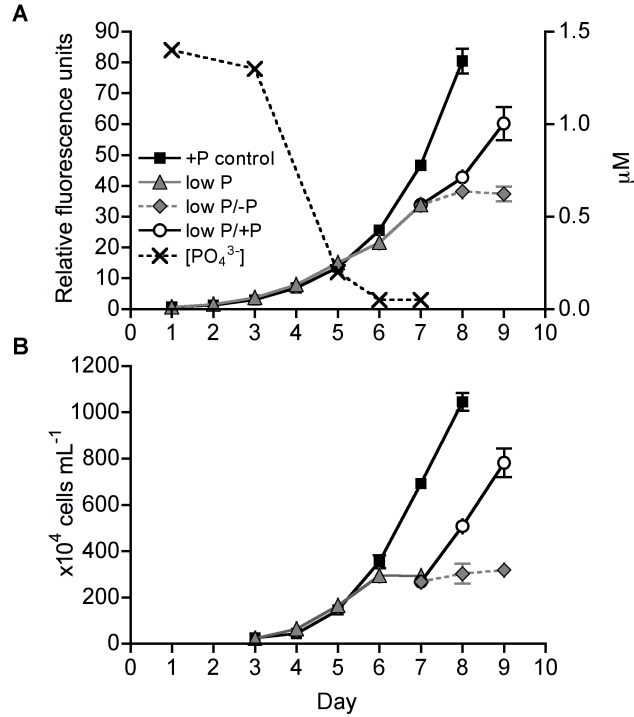 A
Relative fluorescence units
90
80
70
60
50
40
30
20
10
0
1.5
1.0
0.5
0.0
μM
+P control
low P
low P/-P
low P/+P
[PO₄³⁻]
0 1 2 3 4 5 6 7 8 9 10
B
x10⁴ cells mL⁻¹
1200
1000
800
600
400
200
0
0 1 2 3 4 5 6 7 8 9 10
Day